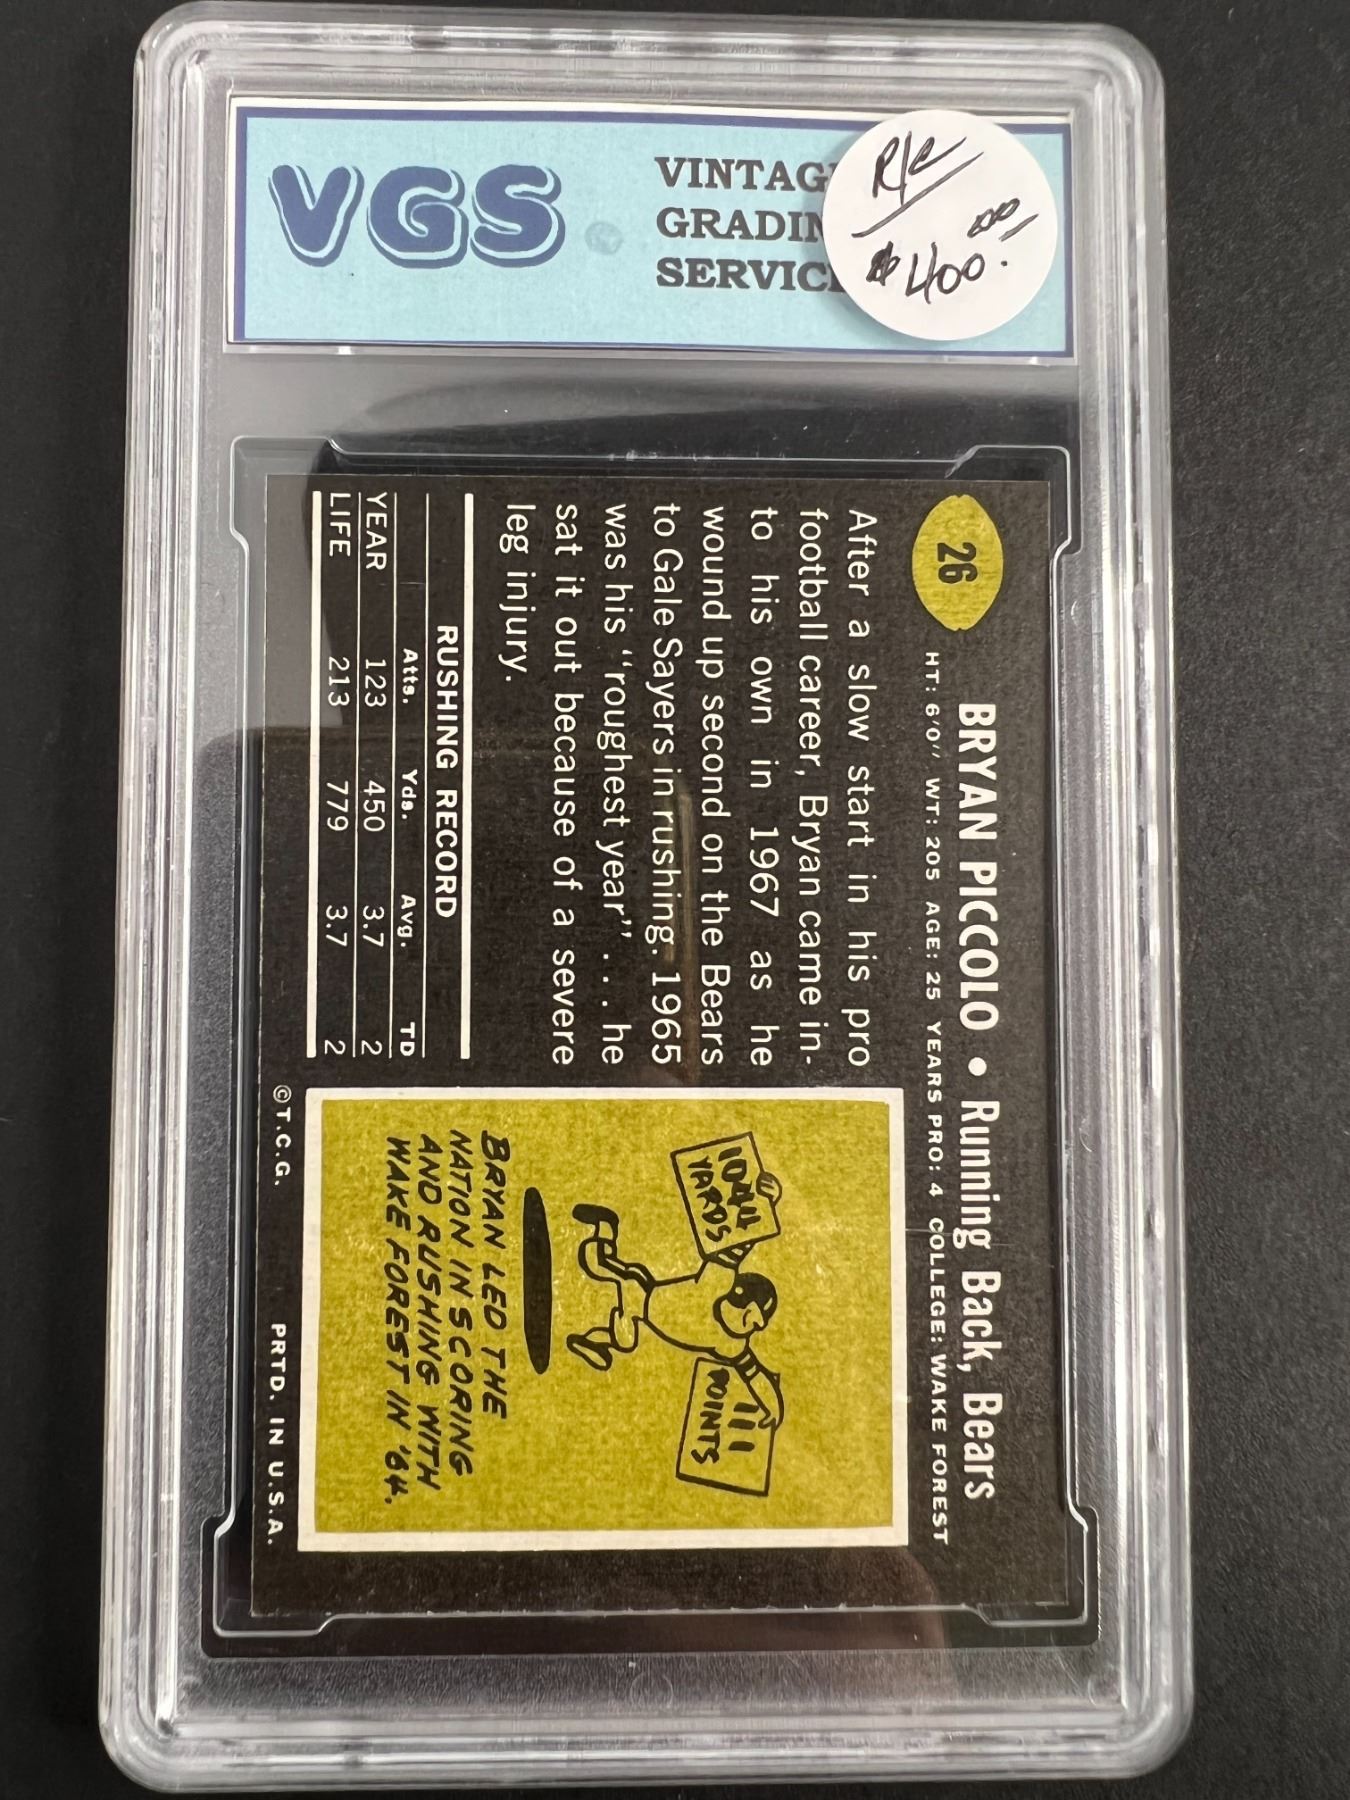 VGS
VINTAG
GRADIN
SERVIC
R/C
$400.
26
BRYAN PICCOLO • Running Back, Bears
HT: 6'0" WT: 205 AGE: 25 YEARS PRO: 4 COLLEGE: WAKE FOREST
After a slow start in his pro
football career, Bryan came in-
to his own in 1967 as he
wound up second on the Bears
to Gale Sayers in rushing. 1965
was his "roughest year" . . . he
sat it out because of a severe
leg injury.
RUSHING RECORD
Atts. Yds. Avg. TD
YEAR 123 450 3.7 2
LIFE 213 779 3.7 2
1044
YARDS
111
POINTS
BRYAN LED THE
NATION IN SCORING
AND RUSHING WITH
WAKE FOREST IN '64.
©T.C.G. PRTD. IN U.S.A.